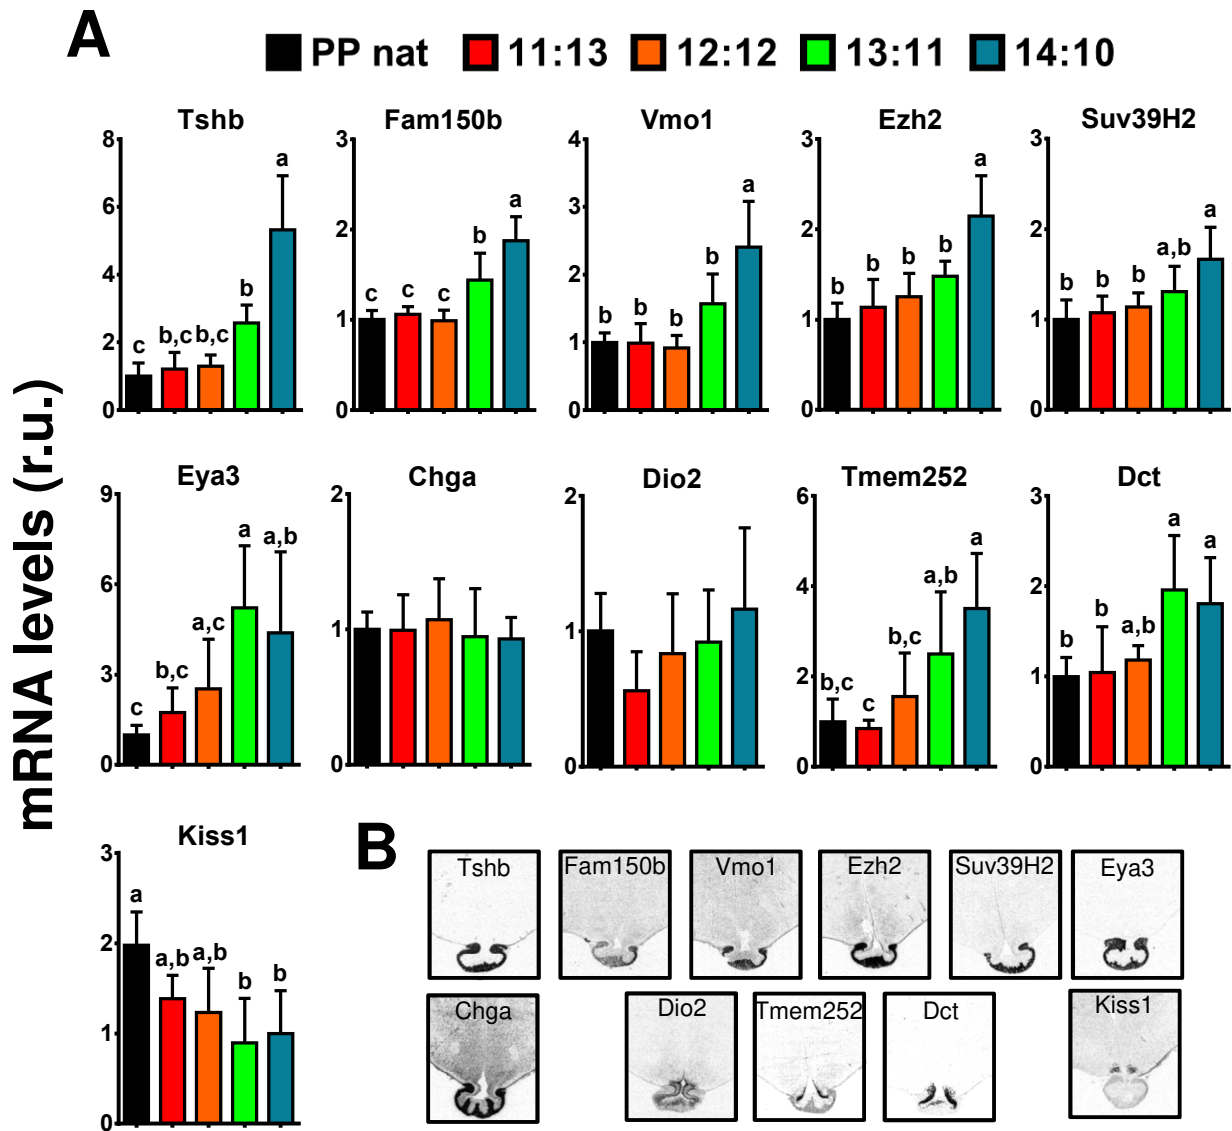 A
PP nat 11:13 12:12 13:11 14:10
mRNA levels (r.u.)
Tshb
8
6
4
2
0
c b,c b,c b a
Fam150b
3
2
1
0
c c c b a
Vmo1
4
3
2
1
0
b b b b a
Ezh2
3
2
1
0
b b b b a
Suv39H2
3
2
1
0
b b b a,b a
Eya3
9
6
3
0
c b,c a,c a a,b
Chga
2
1
0
Dio2
2
1
0
Tmem252
6
4
2
0
b,c c b,c a,b a
Dct
3
2
1
0
b b a,b a a
Kiss1
3
2
1
0
a a,b a,b b b
B
Tshb Fam150b Vmo1 Ezh2 Suv39H2 Eya3
Chga Dio2 Tmem252 Dct Kiss1